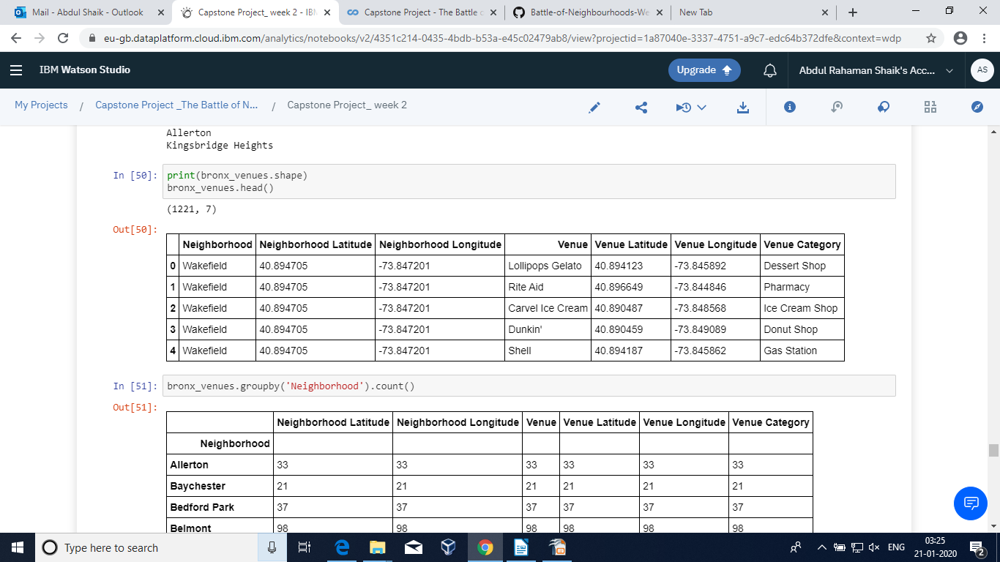 Mail - Abdul Shaik - Outlook
Capstone Project_ week 2 - IBM
Capstone Project - The Battle o
Battle-of-Neighbourhoods-We
New Tab
eu-gb.dataplatform.cloud.ibm.com/analytics/notebooks/v2/4351c214-0435-4bdb-b53a-e45c02479ab8/view?projectid=1a87040e-3337-4751-a9c7-edc64b372dfe&context=wdp
IBM Watson Studio
Upgrade
Abdul Rahaman Shaik's Acc...
AS
My Projects / Capstone Project _The Battle of N... / Capstone Project_ week 2
Allerton
Kingsbridge Heights
In [50]: print(bronx_venues.shape)
bronx_venues.head()
(1221, 7)
Out[50]:
Neighborhood Neighborhood Latitude Neighborhood Longitude Venue Venue Latitude Venue Longitude Venue Category
0 Wakefield 40.894705 -73.847201 Lollipops Gelato 40.894123 -73.845892 Dessert Shop
1 Wakefield 40.894705 -73.847201 Rite Aid 40.896649 -73.844846 Pharmacy
2 Wakefield 40.894705 -73.847201 Carvel Ice Cream 40.890487 -73.848568 Ice Cream Shop
3 Wakefield 40.894705 -73.847201 Dunkin' 40.890459 -73.849089 Donut Shop
4 Wakefield 40.894705 -73.847201 Shell 40.894187 -73.845862 Gas Station
In [51]: bronx_venues.groupby('Neighborhood').count()
Out[51]:
Neighborhood Latitude Neighborhood Longitude Venue Venue Latitude Venue Longitude Venue Category
Neighborhood
Allerton 33 33 33 33 33 33
Baychester 21 21 21 21 21 21
Bedford Park 37 37 37 37 37 37
Belmont 98 98 98 98 98 98
Type here to search
ENG
03:25
21-01-2020
2